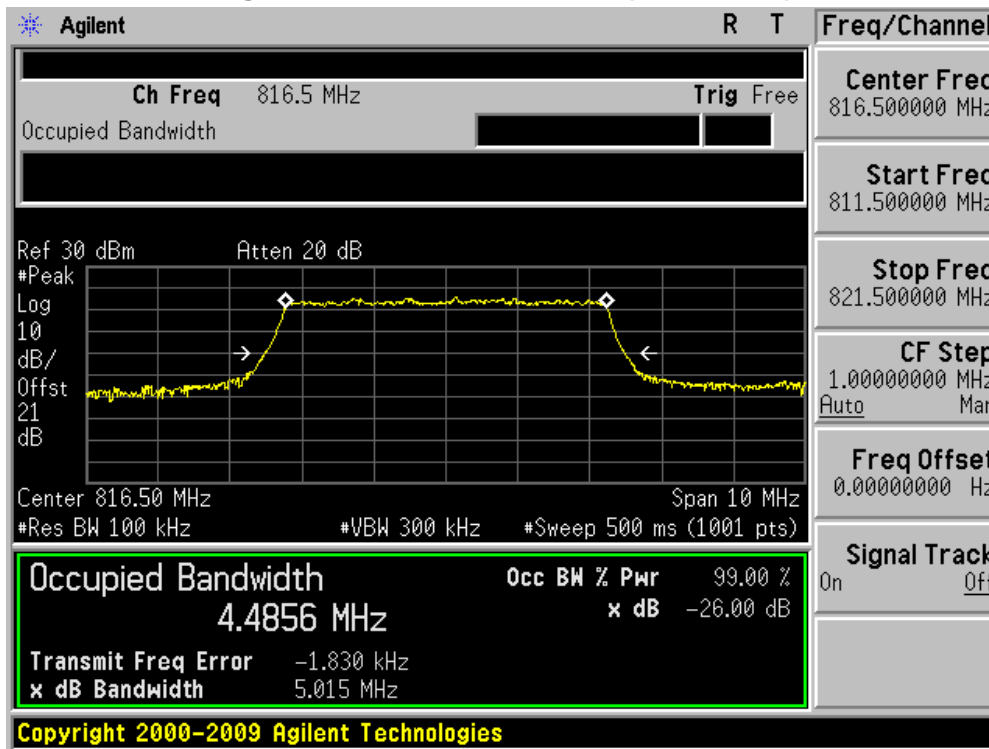 Agilent R T
Freq/Channel
Ch Freq 816.5 MHz Trig Free
Occupied Bandwidth
Center Freq
816.500000 MHz
Start Freq
811.500000 MHz
Stop Freq
821.500000 MHz
CF Step
1.00000000 MHz
Auto Man
Freq Offset
0.00000000 Hz
Signal Track
On Off
Ref 30 dBm Atten 20 dB
#Peak
Log
10
dB/
Offst
21
dB
Center 816.50 MHz Span 10 MHz
#Res BW 100 kHz #VBW 300 kHz #Sweep 500 ms (1001 pts)
Occupied Bandwidth Occ BW % Pwr 99.00 %
4.4856 MHz x dB -26.00 dB
Transmit Freq Error -1.830 kHz
x dB Bandwidth 5.015 MHz
Copyright 2000-2009 Agilent Technologies